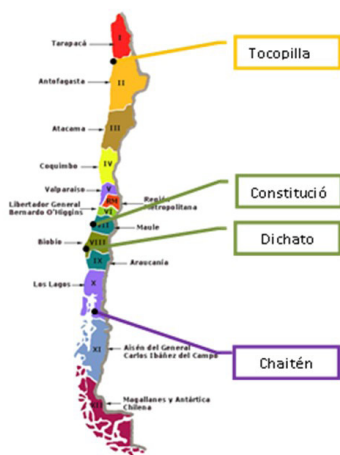 I
Tarapacá
Tocopilla
II
Antofagasta
III
Atacama
IV
Coquimbo
V
Valparaíso
RM
Región
Metropolitana
Libertador General
Bernardo O'Higgins
VI
Constitució
VII
Maule
Biobío
VIII
Dichato
IX
Araucanía
Los Lagos
X
Chaitén
XI
Aisén del General
Carlos Ibáñez del Campo
XII
Magallanes y Antártica
Chilena